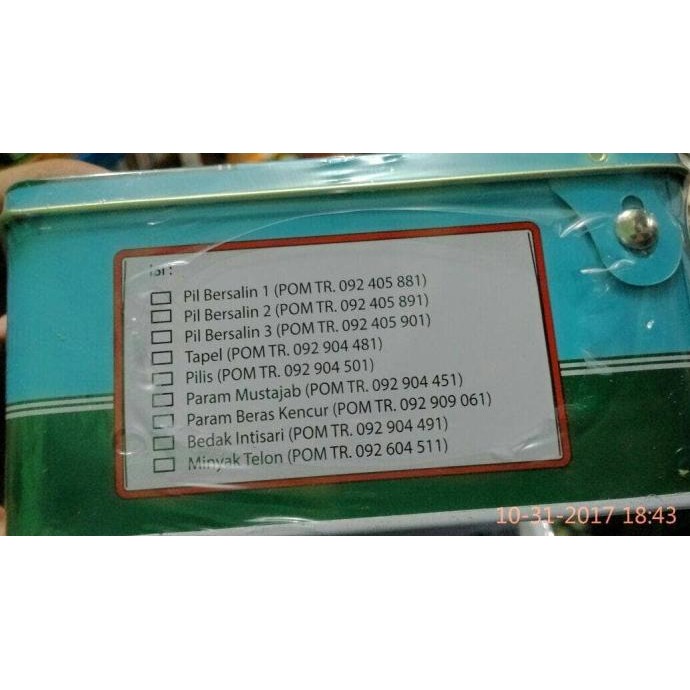 Isi :
Pil Bersalin 1 (POM TR. 092 405 881)
Pil Bersalin 2 (POM TR. 092 405 891)
Pil Bersalin 3 (POM TR. 092 405 901)
Tapel (POM TR. 092 904 481)
Pilis (POM TR. 092 904 501)
Param Mustajab (POM TR. 092 904 451)
Param Beras Kencur (POM TR. 092 909 061)
Bedak Intisari (POM TR. 092 904 491)
Minyak Telon (POM TR. 092 604 511)
10-31-2017 18:43